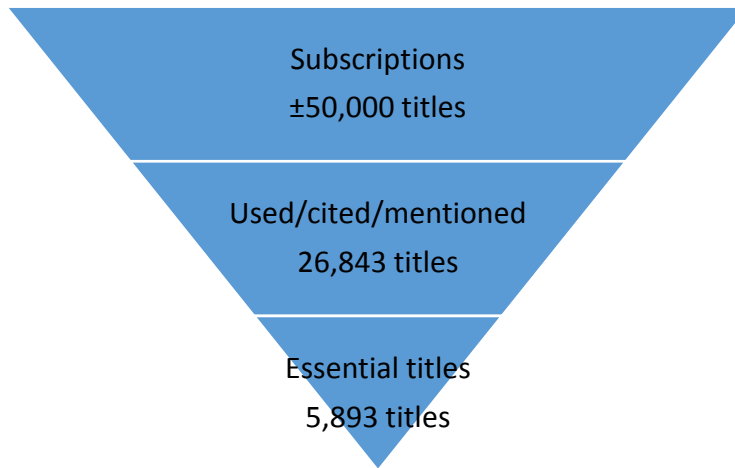 Subscriptions
±50,000 titles
Used/cited/mentioned
26,843 titles
Essential titles
5,893 titles